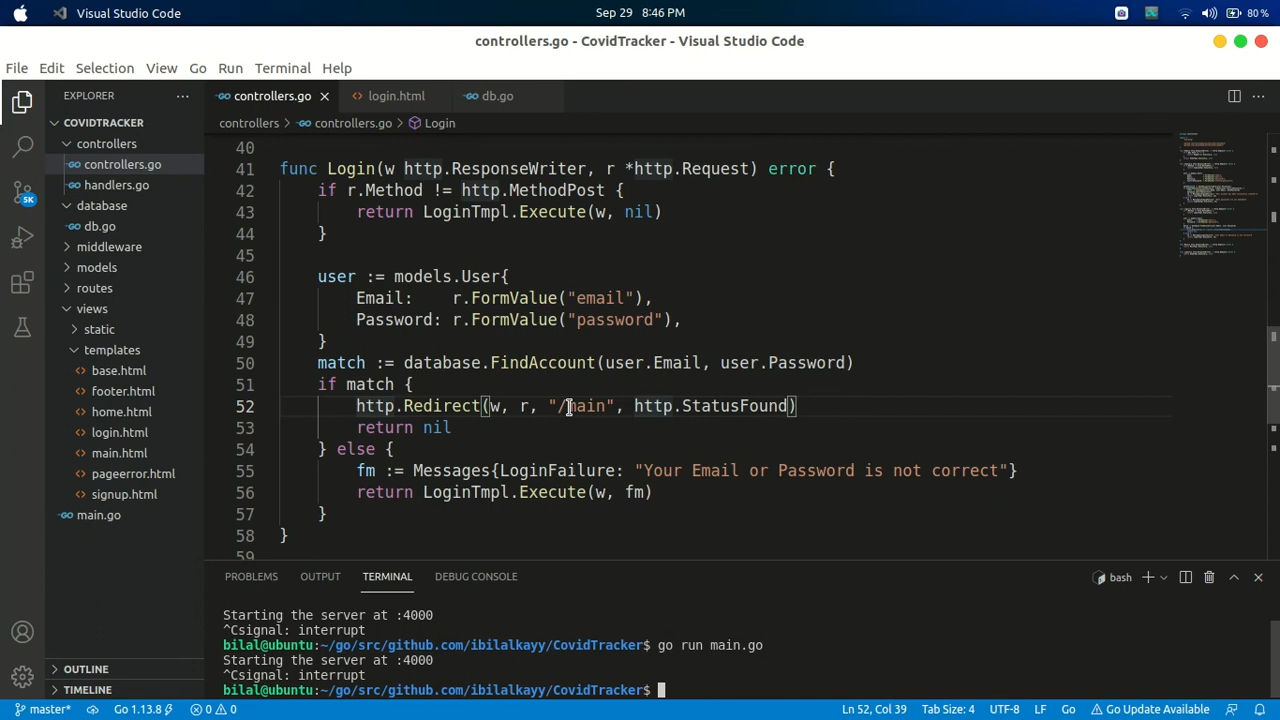 Visual Studio Code
Sep 29 8:46 PM
80 %
controllers.go - CovidTracker - Visual Studio Code
File Edit Selection View Go Run Terminal Help
EXPLORER
controllers.go
login.html
db.go
controllers > controllers.go > Login
COVIDTRACKER
controllers
controllers.go
handlers.go
database
db.go
middleware
models
routes
views
static
templates
base.html
footer.html
home.html
login.html
main.html
pageerror.html
signup.html
main.go
OUTLINE
TIMELINE
5K
40
41 func Login(w http.ResponseWriter, r *http.Request) error {
42 if r.Method != http.MethodPost {
43 return LoginTmpl.Execute(w, nil)
44 }
45
46 user := models.User{
47 Email: r.FormValue("email"),
48 Password: r.FormValue("password"),
49 }
50 match := database.FindAccount(user.Email, user.Password)
51 if match {
52 http.Redirect(w, r, "/main", http.StatusFound)
53 return nil
54 } else {
55 fm := Messages{LoginFailure: "Your Email or Password is not correct"}
56 return LoginTmpl.Execute(w, fm)
57 }
58 }
59
PROBLEMS OUTPUT TERMINAL DEBUG CONSOLE
bash
Starting the server at :4000
^Csignal: interrupt
bilal@ubuntu:~/go/src/github.com/ibilalkayy/CovidTracker$ go run main.go
Starting the server at :4000
^Csignal: interrupt
bilal@ubuntu:~/go/src/github.com/ibilalkayy/CovidTracker$
master* Go 1.13.8 0 0 Ln 52, Col 39 Tab Size: 4 UTF-8 LF Go Go Update Available